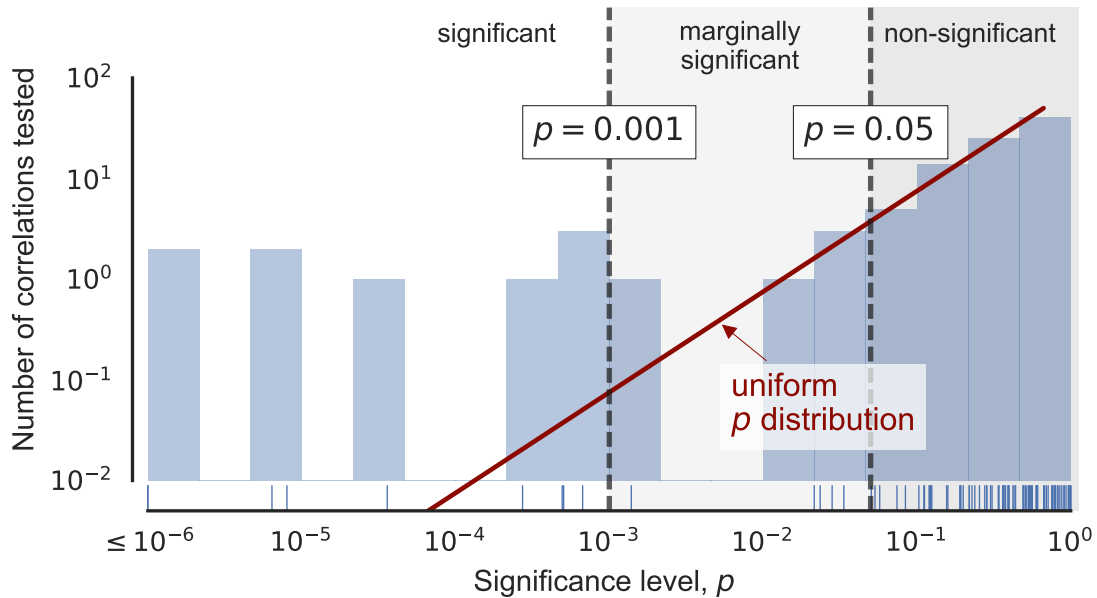 significant
marginally
significant
non-significant
p = 0.001
p = 0.05
Number of correlations tested
10²
10¹
10⁰
10⁻¹
10⁻²
uniform
p distribution
≤ 10⁻⁶
10⁻⁵
10⁻⁴
10⁻³
10⁻²
10⁻¹
10⁰
Significance level, p